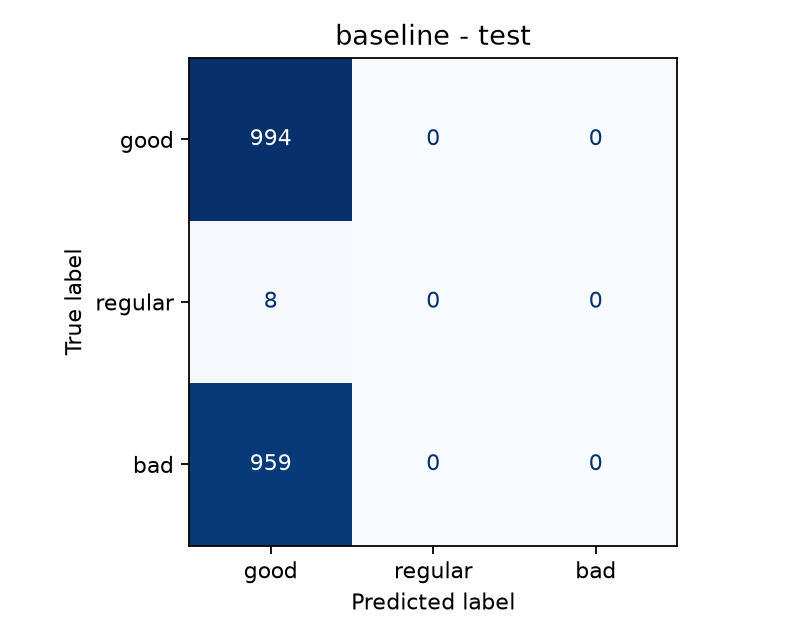 baseline - test
True label
good
994
0
0
regular
8
0
0
bad
959
0
0
good
regular
bad
Predicted label